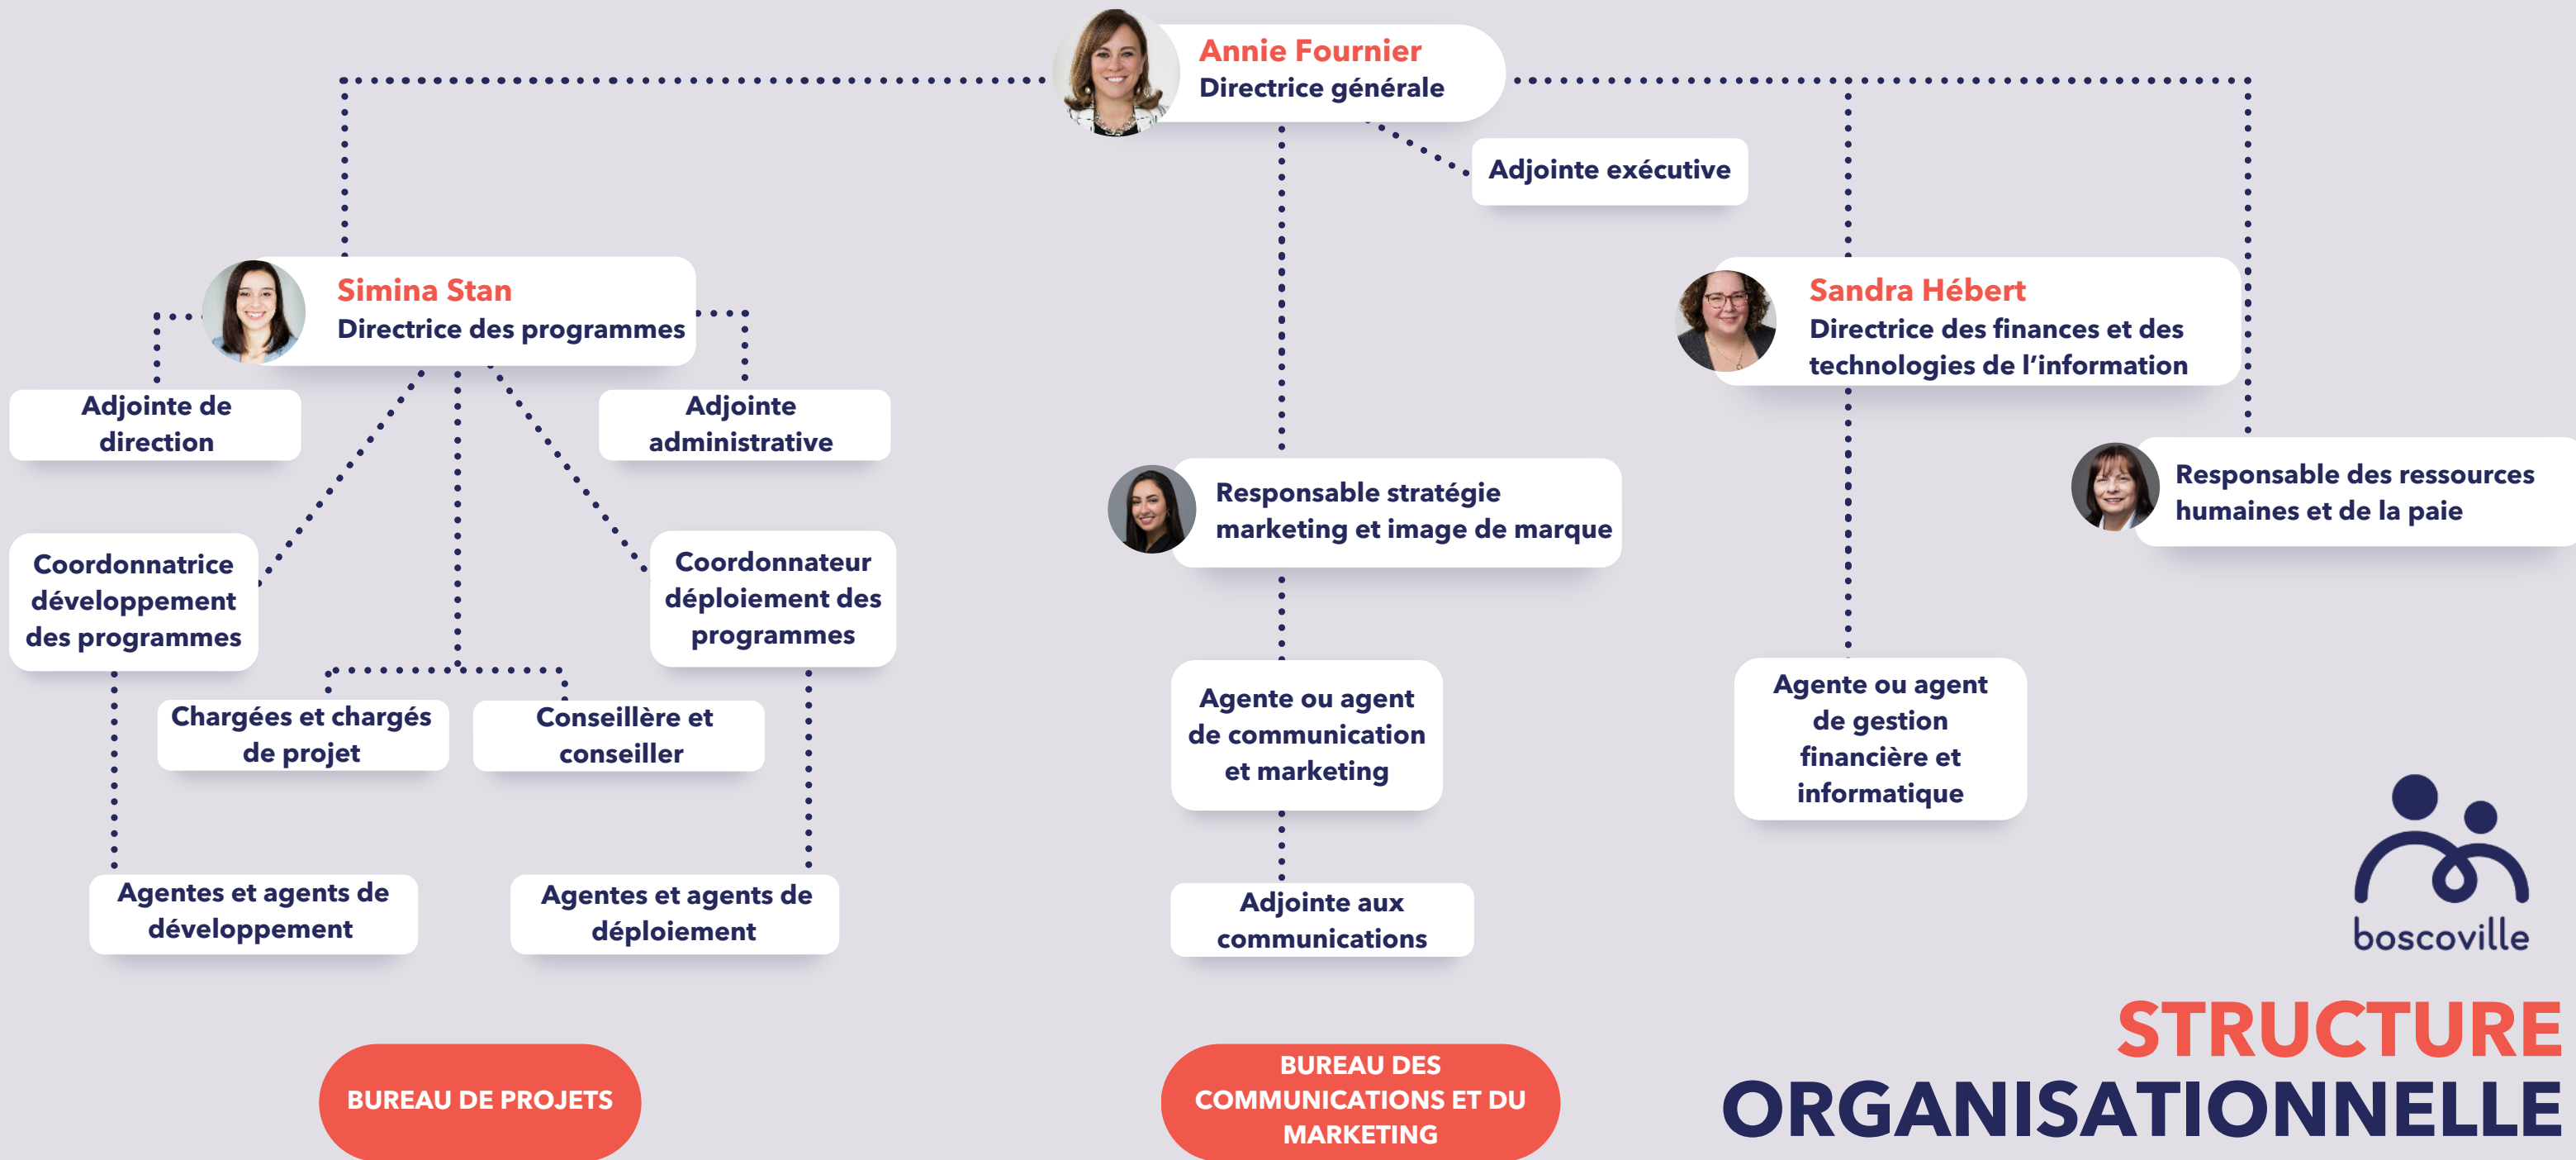 Annie Fournier
Directrice générale
Adjointe exécutive
Simina Stan
Directrice des programmes
Sandra Hébert
Directrice des finances et des
technologies de l’information
Adjointe de
direction
Adjointe
administrative
Responsable stratégie
marketing et image de marque
Responsable des ressources
humaines et de la paie
Coordonnatrice
développement
des programmes
Coordonnateur
déploiement des
programmes
Chargées et chargés
de projet
Conseillère et
conseiller
Agente ou agent
de communication
et marketing
Agente ou agent
de gestion
financière et
informatique
Agentes et agents de
développement
Agentes et agents de
déploiement
Adjointe aux
communications
boscoville
BUREAU DE PROJETS
BUREAU DES
COMMUNICATIONS ET DU
MARKETING
STRUCTURE
ORGANISATIONNELLE